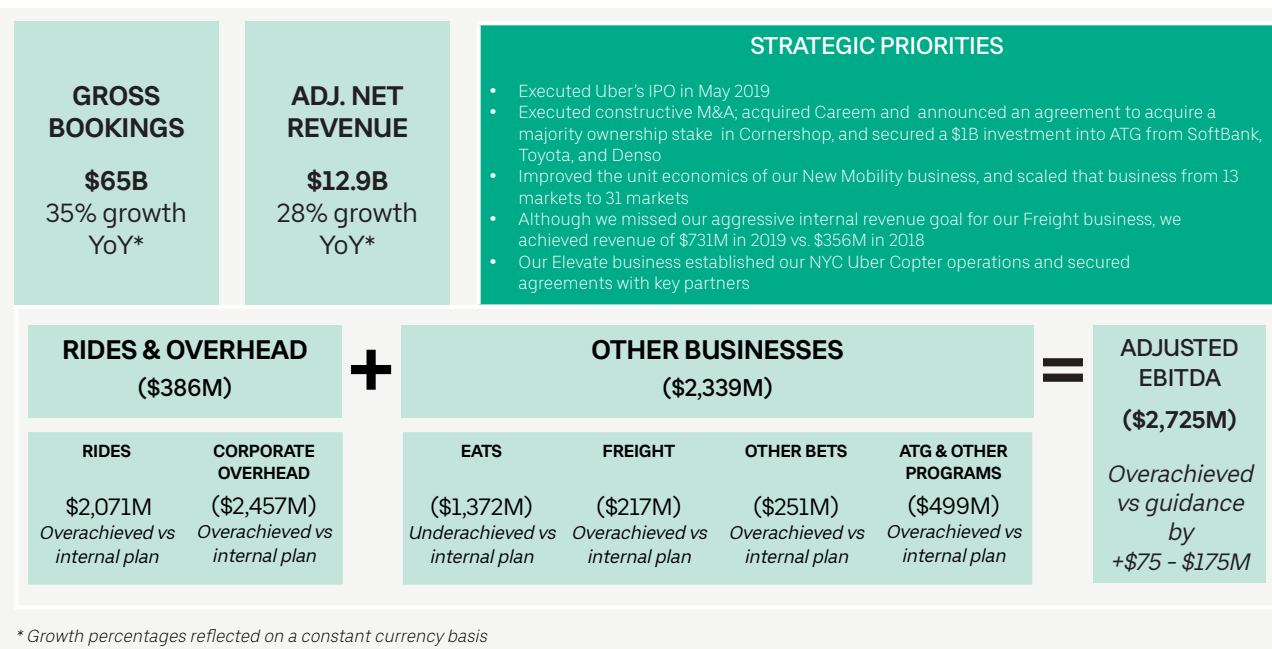 GROSS
BOOKINGS
$65B
35% growth
YoY*
ADJ. NET
REVENUE
$12.9B
28% growth
YoY*
STRATEGIC PRIORITIES
• Executed Uber's IPO in May 2019
• Executed constructive M&A; acquired Careem and announced an agreement to acquire a
majority ownership stake in Cornershop, and secured a $1B investment into ATG from SoftBank,
Toyota, and Denso
• Improved the unit economics of our New Mobility business, and scaled that business from 13
markets to 31 markets
• Although we missed our aggressive internal revenue goal for our Freight business, we
achieved revenue of $731M in 2019 vs. $356M in 2018
• Our Elevate business established our NYC Uber Copter operations and secured
agreements with key partners
RIDES & OVERHEAD
($386M)
+
OTHER BUSINESSES
($2,339M)
=
ADJUSTED
EBITDA
($2,725M)
Overachieved
vs guidance
by
+$75 - $175M
RIDES
$2,071M
Overachieved vs
internal plan
CORPORATE
OVERHEAD
($2,457M)
Overachieved vs
internal plan
EATS
($1,372M)
Underachieved vs
internal plan
FREIGHT
($217M)
Overachieved vs
internal plan
OTHER BETS
($251M)
Overachieved vs
internal plan
ATG & OTHER
PROGRAMS
($499M)
Overachieved vs
internal plan
* Growth percentages reflected on a constant currency basis